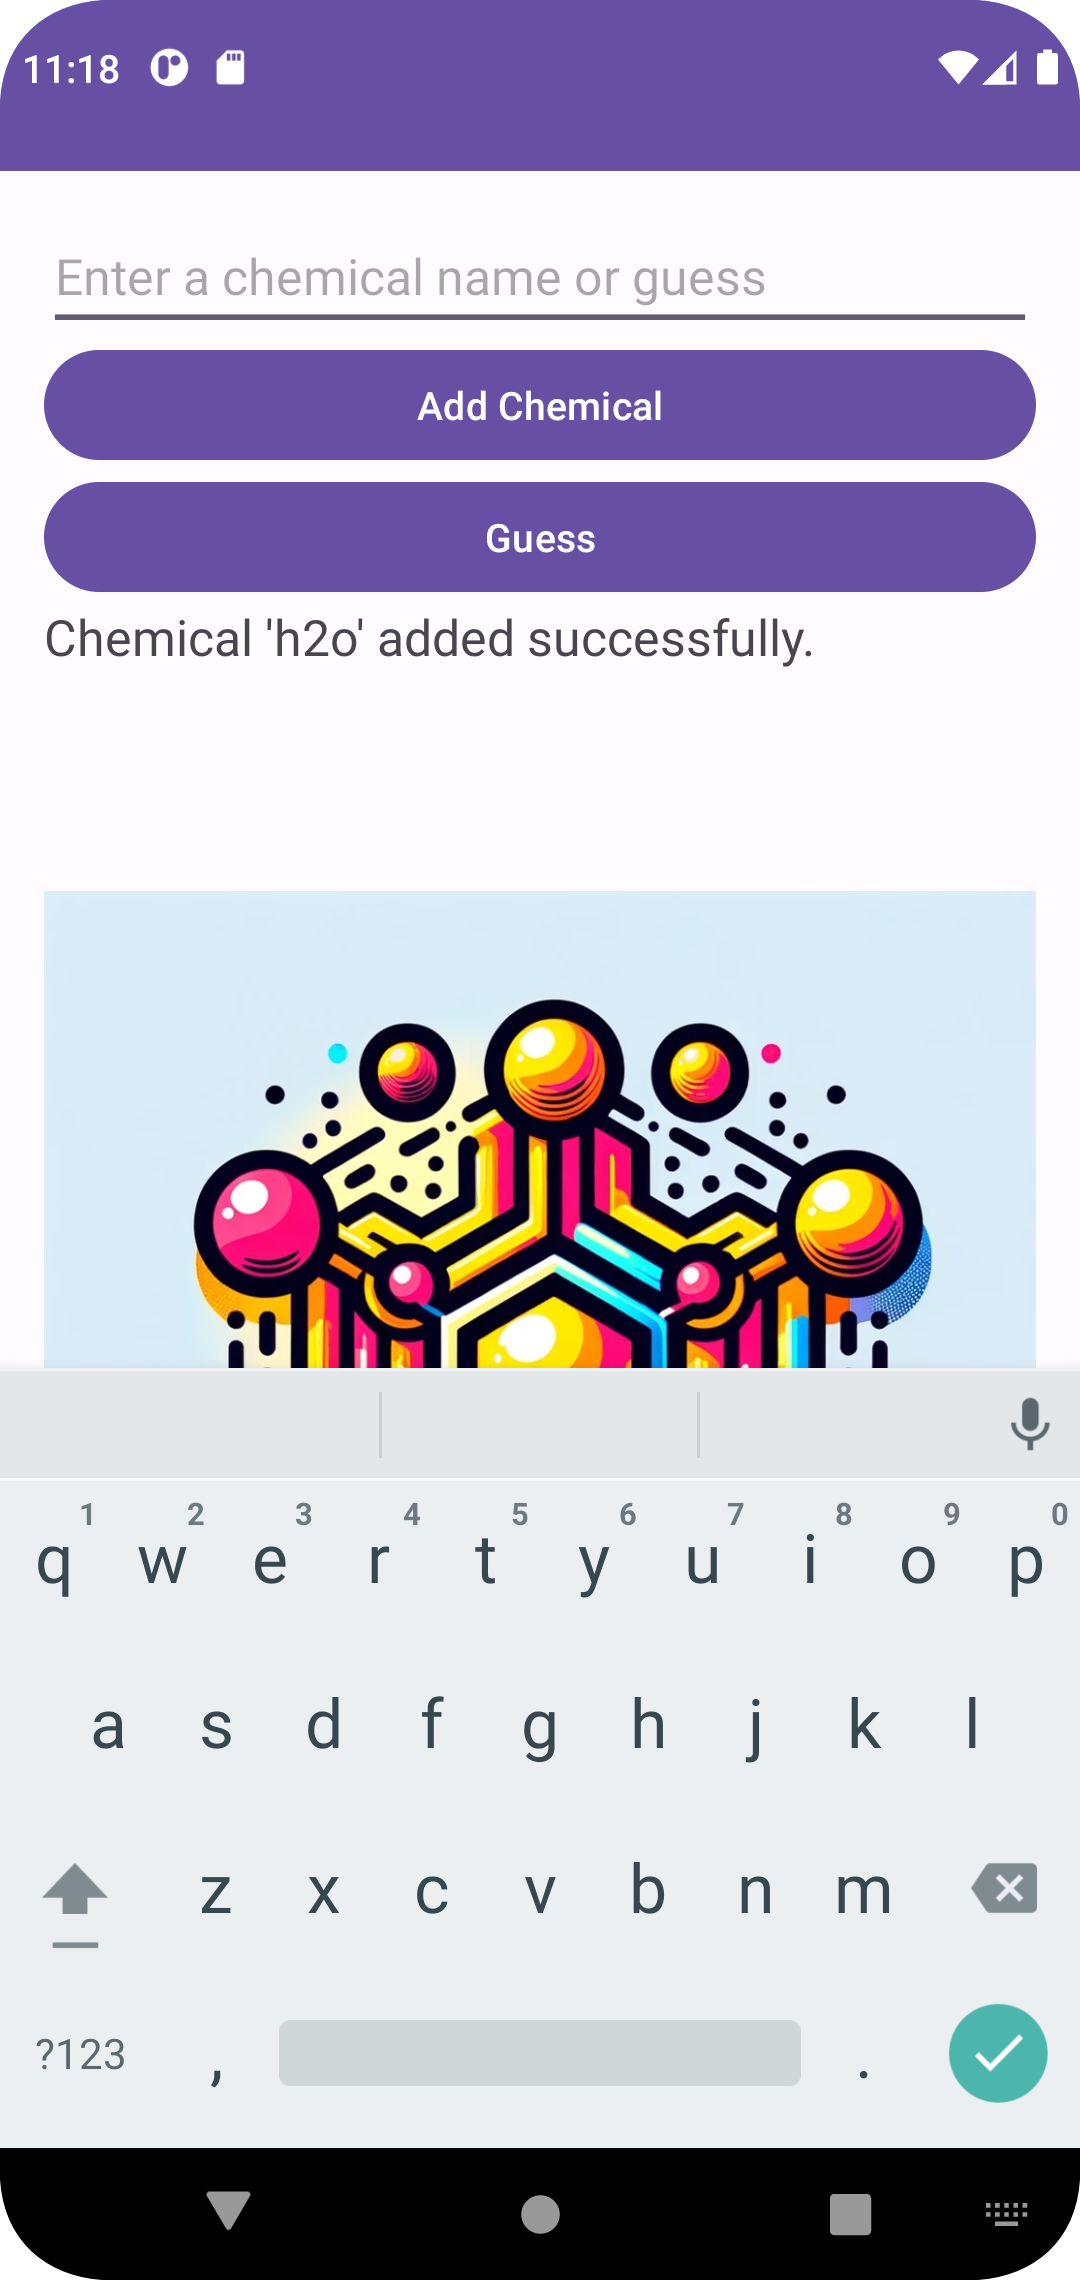 11:18
Enter a chemical name or guess
Add Chemical
Guess
Chemical 'h2o' added successfully.
1 2 3 4 5 6 7 8 9 0
q w e r t y u i o p
a s d f g h j k l
z x c v b n m
?123 , .